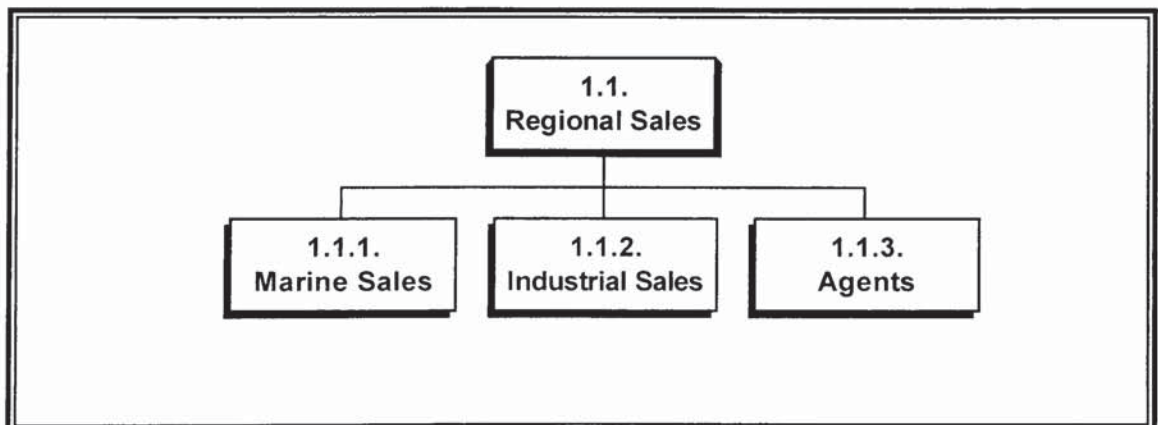 1.1.
Regional Sales
1.1.1.
Marine Sales
1.1.2.
Industrial Sales
1.1.3.
Agents